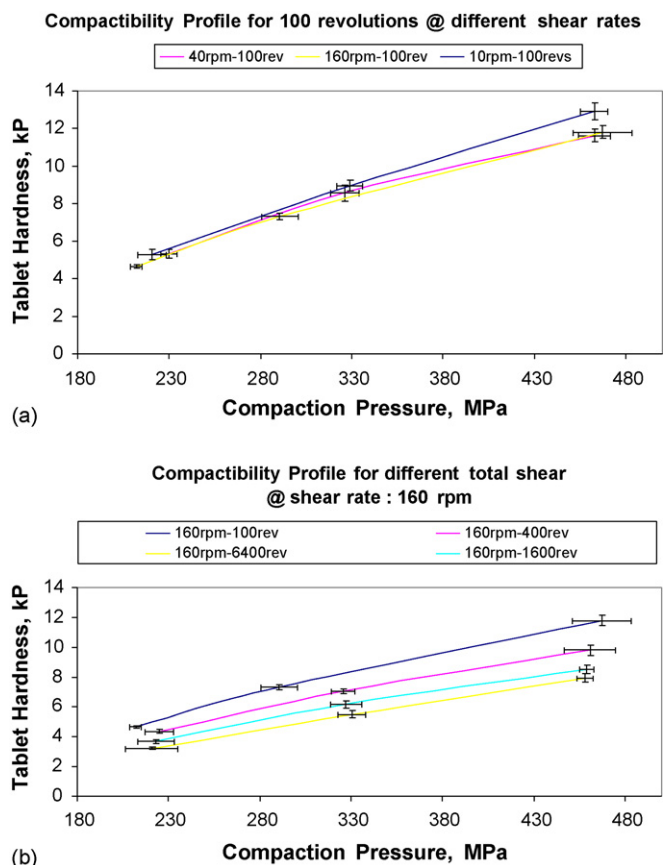 Compactibility Profile for 100 revolutions @ different shear rates
40rpm-100rev 160rpm-100rev 10rpm-100revs
14
12
10
8
6
4
2
0
Tablet Hardness, kP
180 230 280 330 380 430 480
Compaction Pressure, MPa
(a)
Compactibility Profile for different total shear
@ shear rate : 160 rpm
160rpm-100rev 160rpm-400rev
160rpm-6400rev 160rpm-1600rev
14
12
10
8
6
4
2
0
Tablet Hardness, kP
180 230 280 330 380 430 480
Compaction Pressure, MPa
(b)